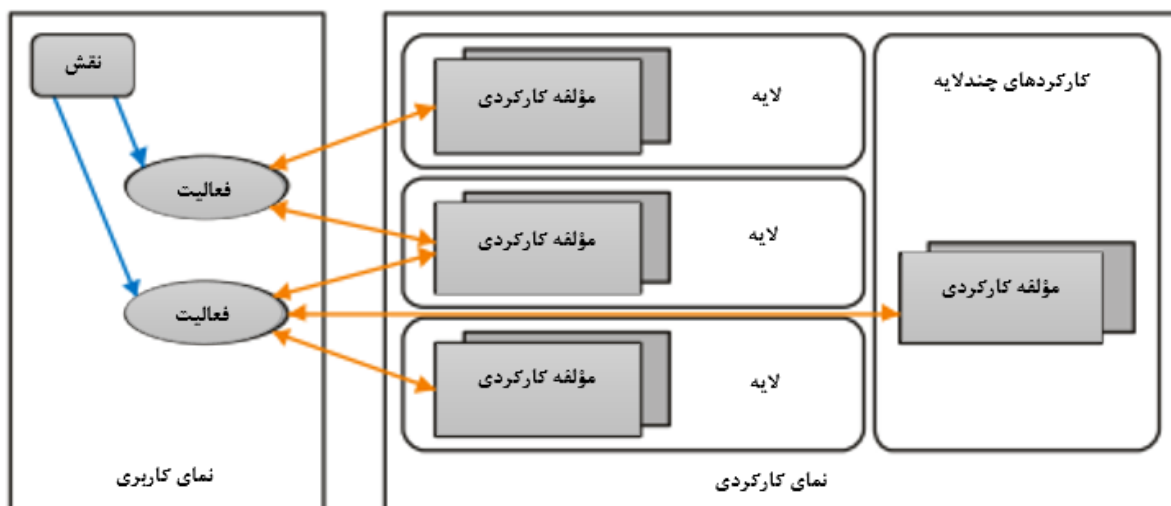 نقش
فعالیت
فعالیت
نمای کاربری
مؤلفه کارکردی
لایه
مؤلفه کارکردی
لایه
مؤلفه کارکردی
لایه
کارکردهای چندلایه
مؤلفه کارکردی
نمای کارکردی